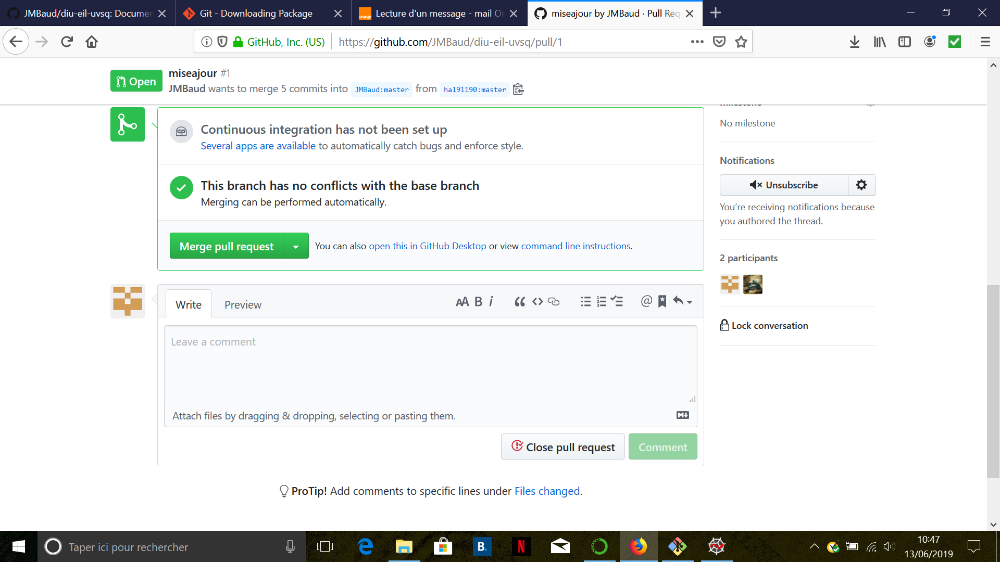 JMBaud/diu-eil-uvsq: Documen
Git - Downloading Package
Lecture d'un message - mail Or
miseajour by JMBaud · Pull Req
GitHub, Inc. (US)
https://github.com/JMBaud/diu-eil-uvsq/pull/1
Open
miseajour #1
JMBaud wants to merge 5 commits into JMBaud:master from hal91190:master
No milestone
Continuous integration has not been set up
Several apps are available to automatically catch bugs and enforce style.
Notifications
Unsubscribe
You're receiving notifications because
you authored the thread.
This branch has no conflicts with the base branch
Merging can be performed automatically.
Merge pull request
You can also open this in GitHub Desktop or view command line instructions.
2 participants
Write
Preview
AA B i
Lock conversation
Leave a comment
Attach files by dragging & dropping, selecting or pasting them.
Close pull request
Comment
ProTip! Add comments to specific lines under Files changed.
Taper ici pour rechercher
B.
N
10:47
13/06/2019